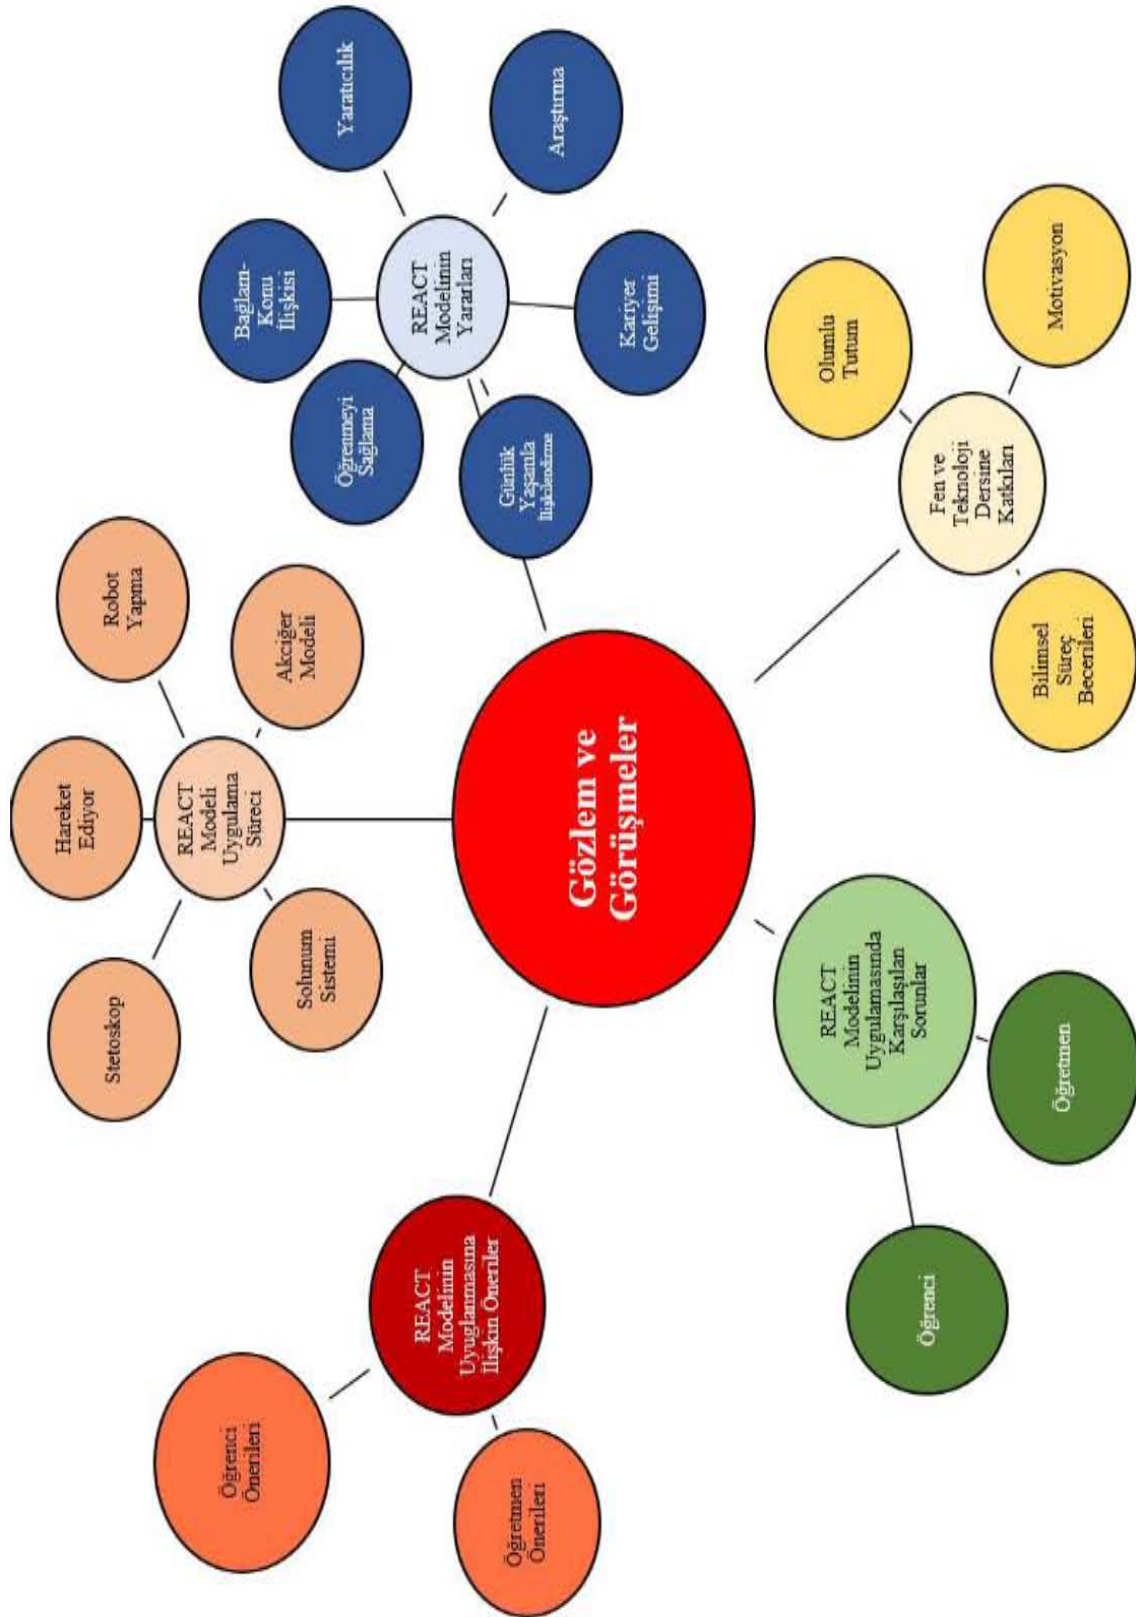 Gözlem ve
Görüşmeler
REACT
Modeli
Uygulama
Süreci
Stetoskop
Hareket
Ediyor
Robot
Yapma
Akciğer
Modeli
Solunum
Sistemi
REACT
Modelinin
Yararları
Öğrenmeyi
Sağlama
Bağlam-
Konu
İlişkisi
Yaratıcılık
Araştırma
Kariyer
Gelişimi
Günlük
Yaşamla
İlişkilendirme
Fen ve
Teknoloji
Dersine
Katkıları
Olumlu
Tutum
Motivasyon
Bilimsel
Süreç
Becerileri
REACT
Modelinin
Uygulamasında
Karşılaşılan
Sorunlar
Öğretmen
Öğrenci
REACT
Modelinin
Uyuglanmasına
İlişkin Öneriler
Öğrenci
Önerileri
Öğretmen
Önerileri